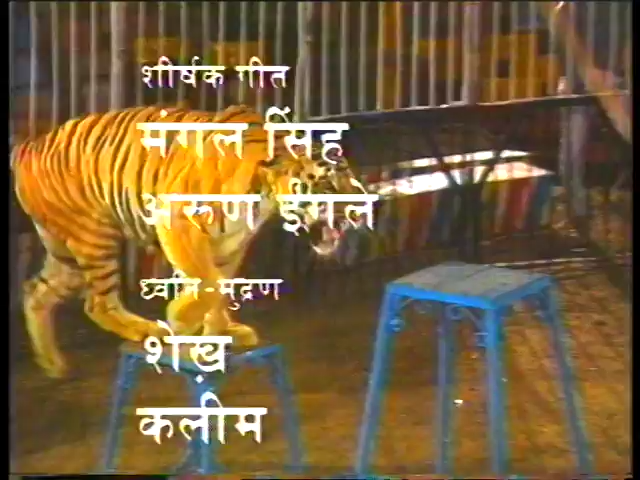 शीर्षक गीत
मंगल सिंह
अरुण ईंगले
ध्वनि-मुद्रण
शेख़
कलीम